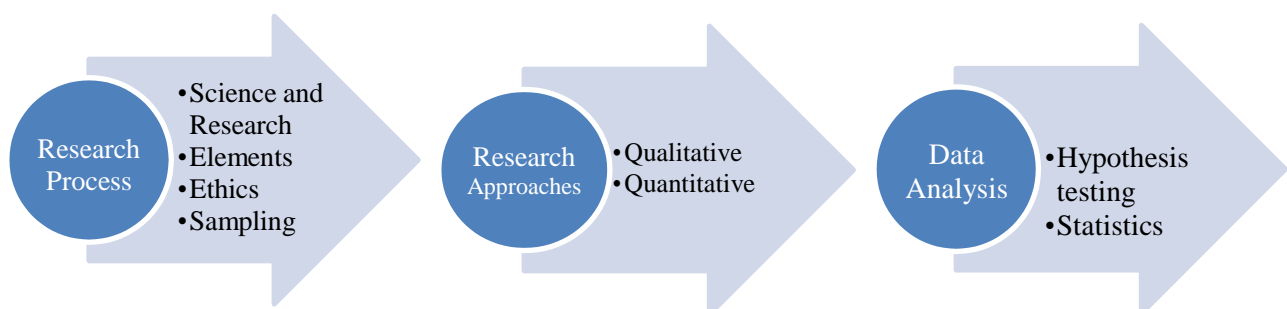 Research
Process
•Science and
Research
•Elements
•Ethics
•Sampling
Research
Approaches
•Qualitative
•Quantitative
Data
Analysis
•Hypothesis
testing
•Statistics